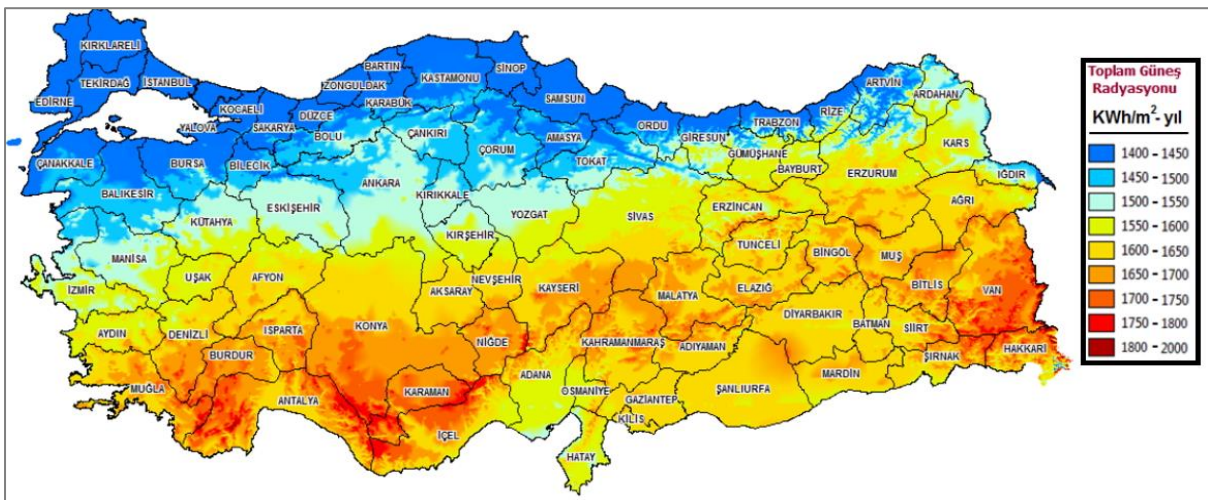 KIRKLARELİ
TEKİRDAĞ
İSTANBUL
EDİRNE
KOCAELİ
YALOVA
SAKARYA
DÜZCE
ZONGULDAK
BARTIN
KARABÜK
KASTAMONU
SİNOP
SAMSUN
BOLU
ÇANKIRI
ÇORUM
AMASYA
TOKAT
ORDU
GİRESUN
TRABZON
RİZE
ARTVİN
ARDAHAN
KARS
IĞDIR
GÜMÜŞHANE
BAYBURT
ERZURUM
AĞRI
ÇANAKKALE
BALIKESİR
BURSA
BİLECİK
KÜTAHYA
ESKİŞEHİR
ANKARA
KIRIKKALE
KIRŞEHİR
YOZGAT
SİVAS
ERZİNCAN
TUNCELİ
BİNGÖL
MUŞ
BİTLİS
VAN
MANİSA
İZMİR
UŞAK
AFYON
AKSARAY
NEVŞEHİR
KAYSERİ
MALATYA
ELAZIĞ
DİYARBAKIR
BATMAN
SİİRT
ŞIRNAK
HAKKARİ
AYDIN
DENİZLİ
ISPARTA
BURDUR
KONYA
NİĞDE
KAHRAMANMARAŞ
ADIYAMAN
MARDİN
MUĞLA
ANTALYA
KARAMAN
İÇEL
ADANA
OSMANİYE
GAZİANTEP
KİLİS
ŞANLIURFA
HATAY
Toplam Güneş
Radyasyonu
KWh/m²- yıl
1400 - 1450
1450 - 1500
1500 - 1550
1550 - 1600
1600 - 1650
1650 - 1700
1700 - 1750
1750 - 1800
1800 - 2000